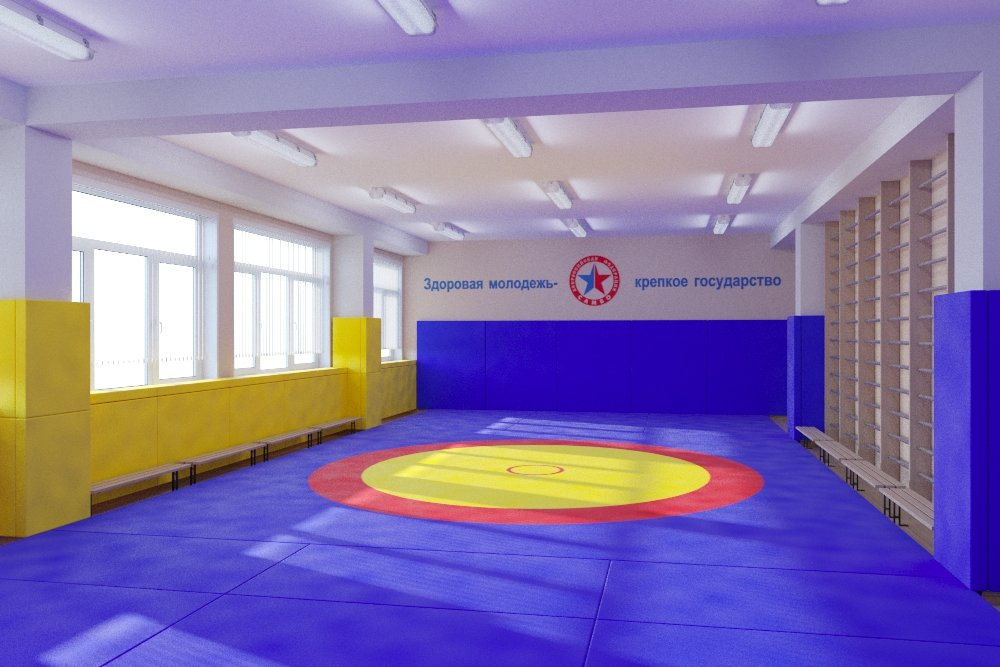 Здоровая молодежь-
крепкое государство
САМБО